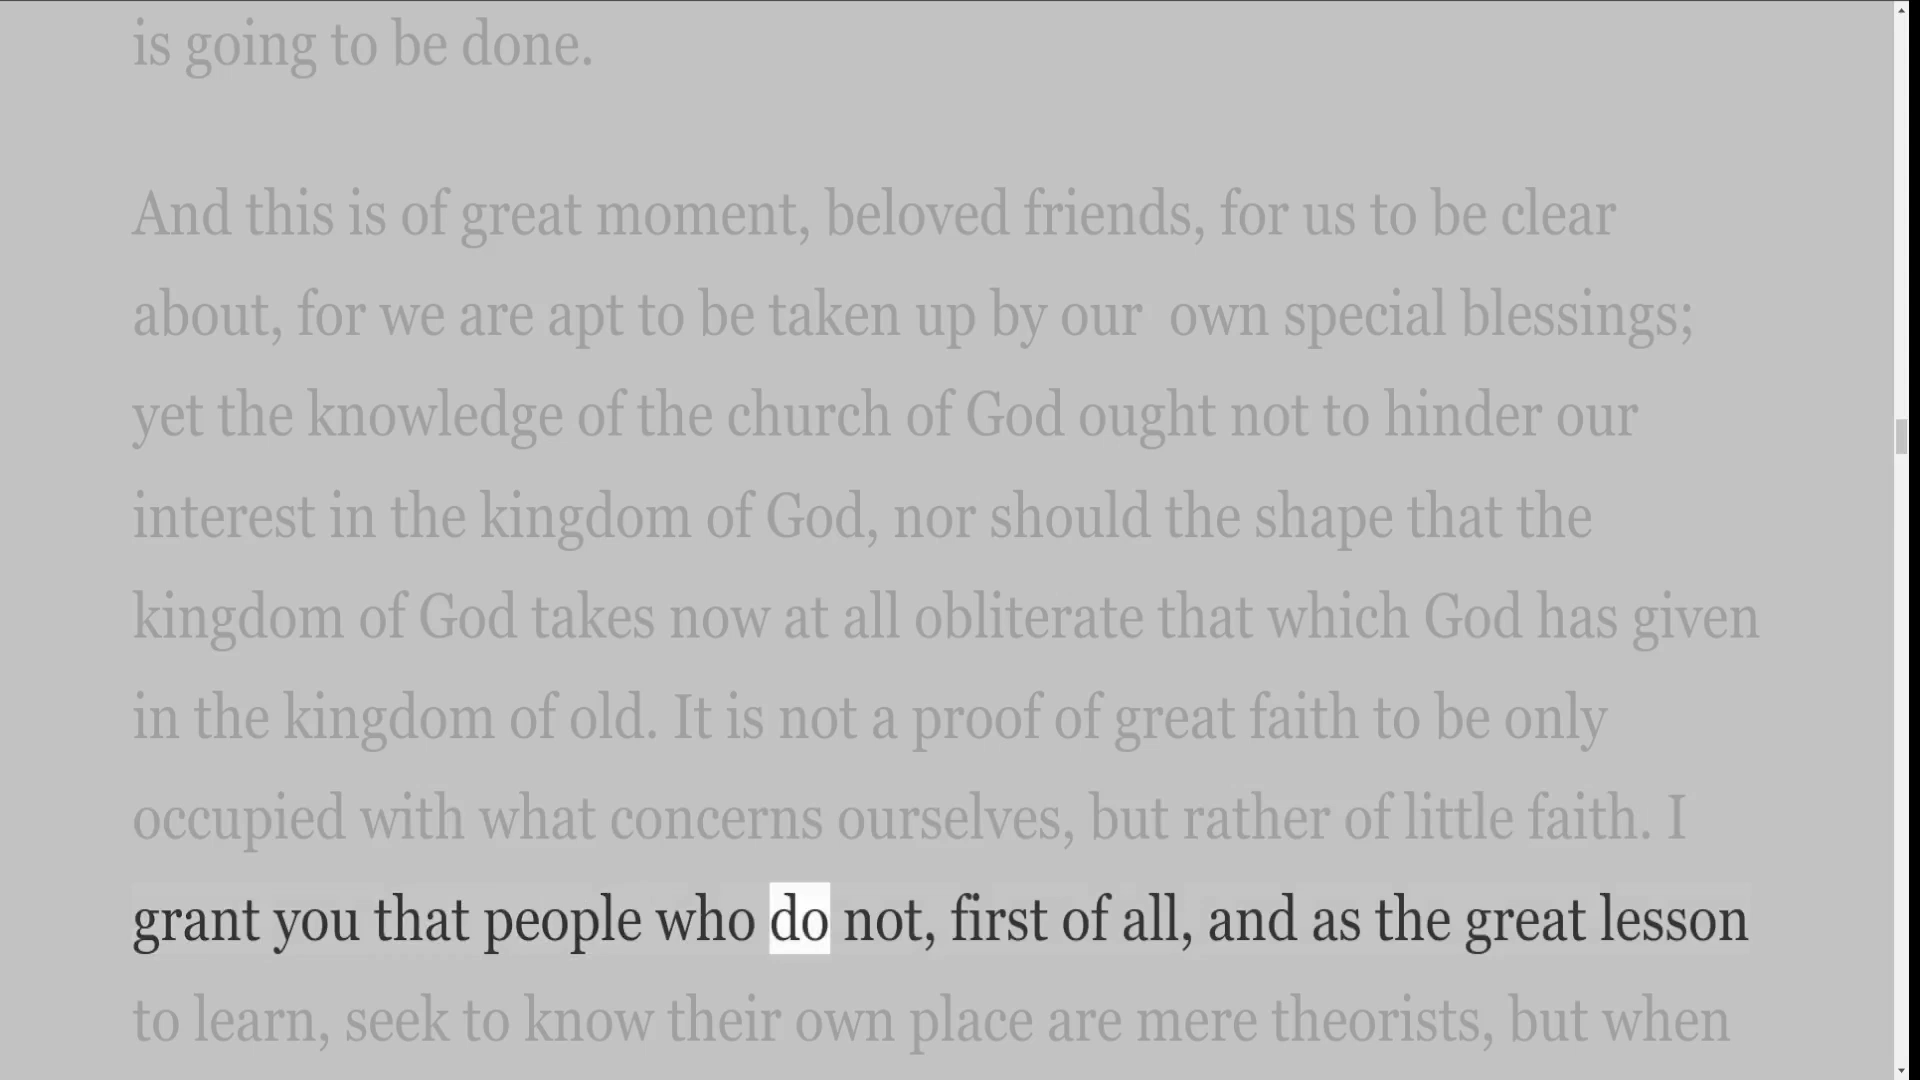 is going to be done.
And this is of great moment, beloved friends, for us to be clear
about, for we are apt to be taken up by our own special blessings;
yet the knowledge of the church of God ought not to hinder our
interest in the kingdom of God, nor should the shape that the
kingdom of God takes now at all obliterate that which God has given
in the kingdom of old. It is not a proof of great faith to be only
occupied with what concerns ourselves, but rather of little faith. I
grant you that people who do not, first of all, and as the great lesson
to learn, seek to know their own place are mere theorists, but when